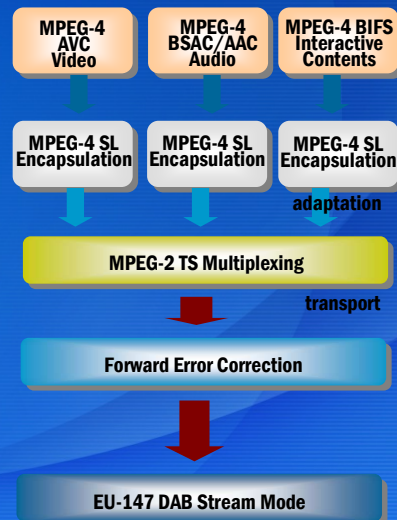 MPEG-4
AVC
Video
MPEG-4
BSAC/AAC
Audio
MPEG-4 BIFS
Interactive
Contents
MPEG-4 SL
Encapsulation
MPEG-4 SL
Encapsulation
MPEG-4 SL
Encapsulation
adaptation
MPEG-2 TS Multiplexing
transport
Forward Error Correction
EU-147 DAB Stream Mode